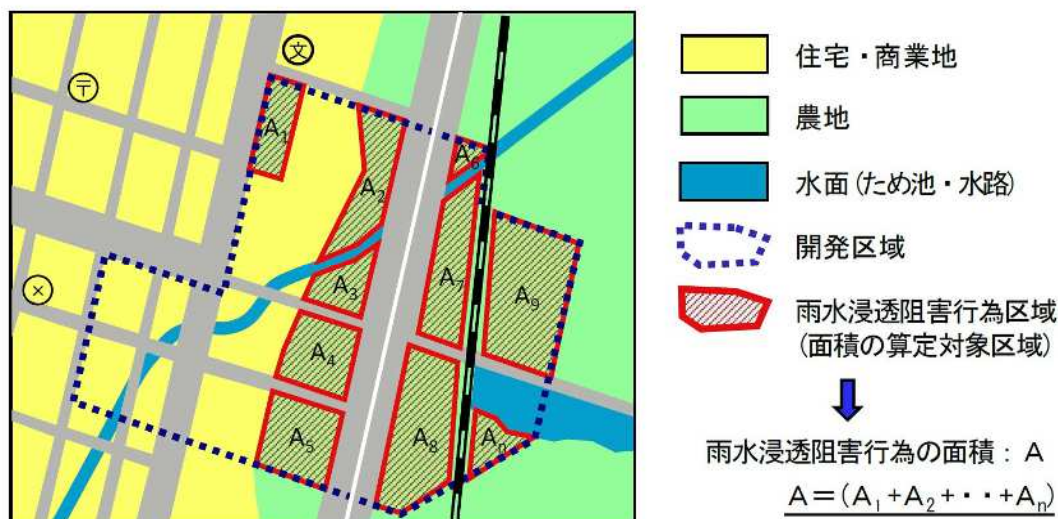 文
〒
×
A1
A2
A3
A4
A5
A6
A7
A8
A9
An
住宅・商業地
農地
水面(ため池・水路)
開発区域
雨水浸透阻害行為区域
(面積の算定対象区域)
雨水浸透阻害行為の面積：A
A=(A1+A2+・・+An)